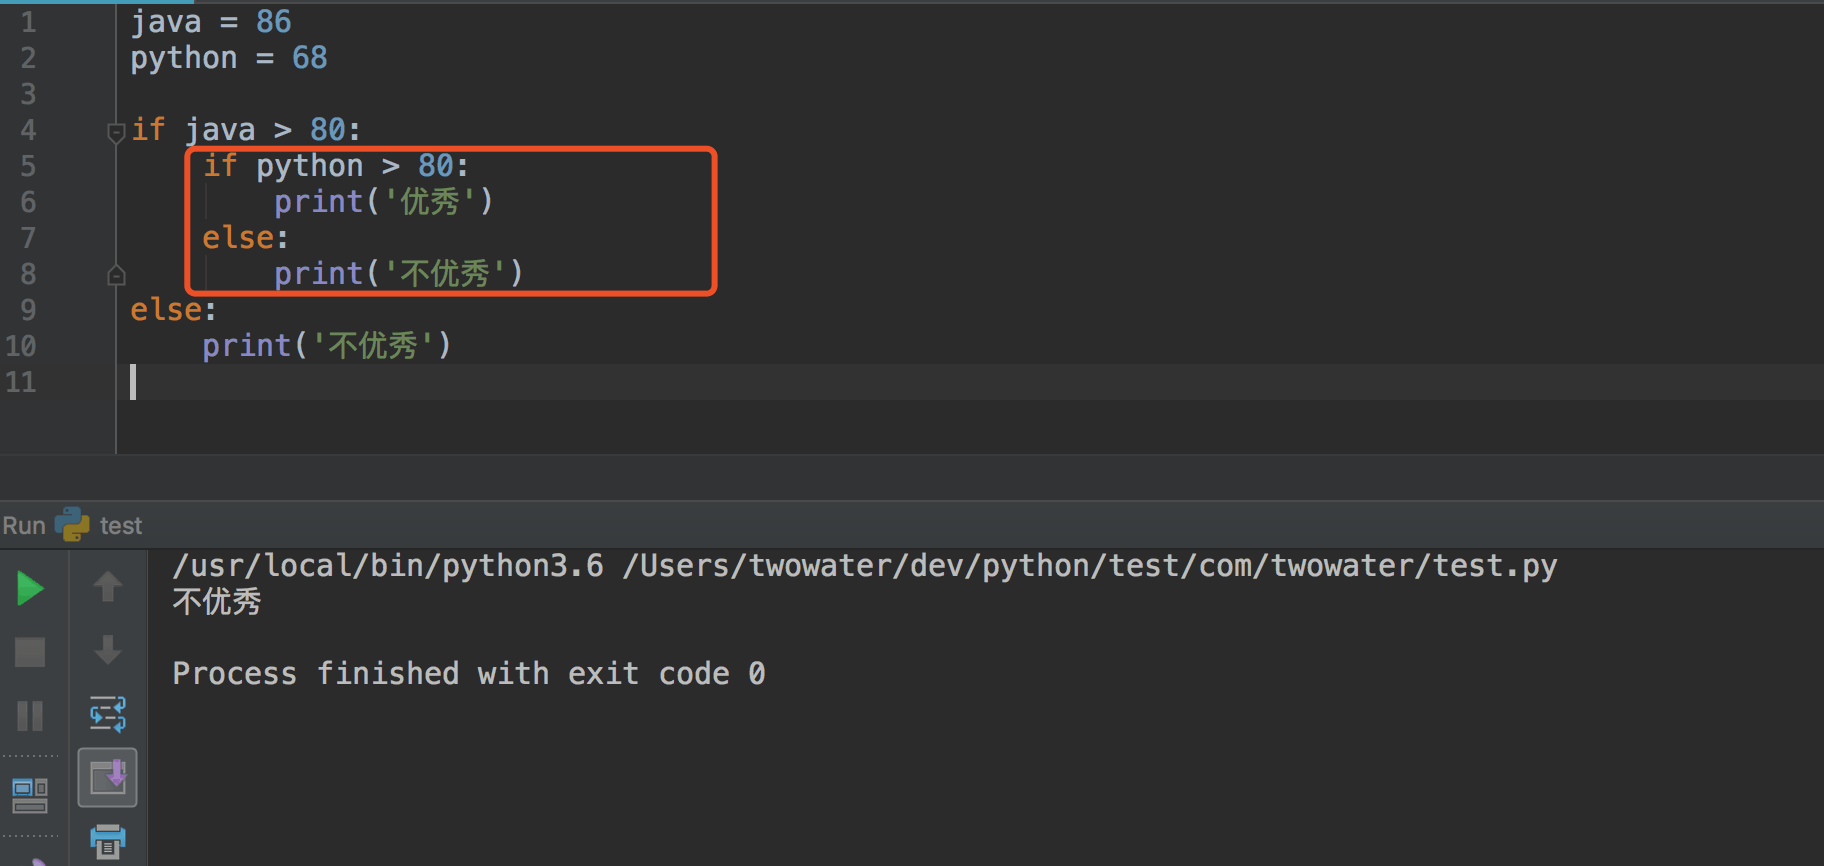 1 java = 86
2 python = 68
3
4 if java > 80:
5     if python > 80:
6         print('优秀')
7     else:
8         print('不优秀')
9 else:
10     print('不优秀')
11
Run test
/usr/local/bin/python3.6 /Users/twowater/dev/python/test/com/twowater/test.py
不优秀
Process finished with exit code 0